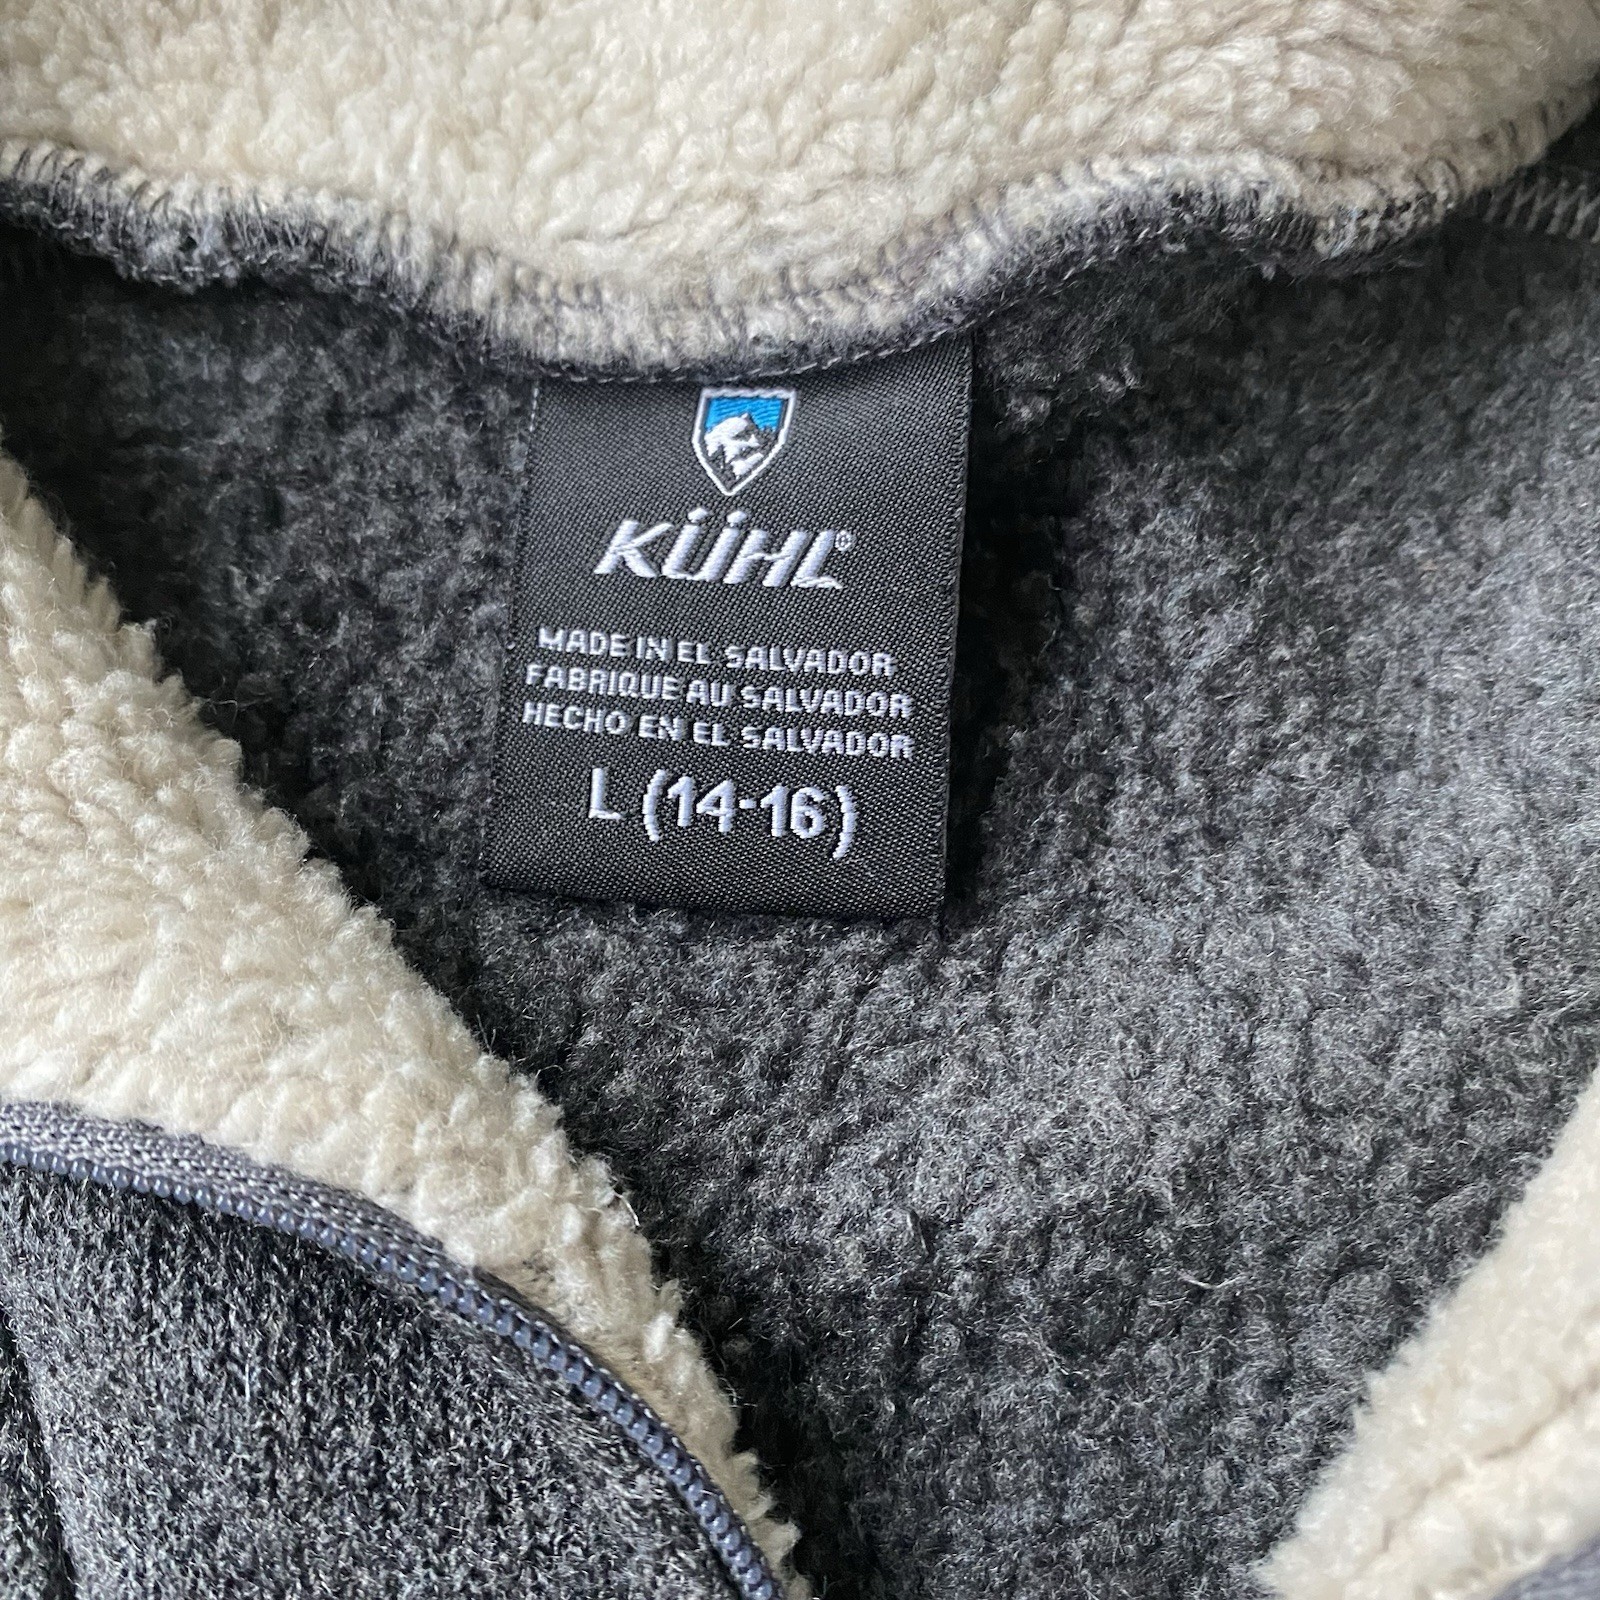 KÜHL®
MADE IN EL SALVADOR
FABRIQUE AU SALVADOR
HECHO EN EL SALVADOR
L (14-16)